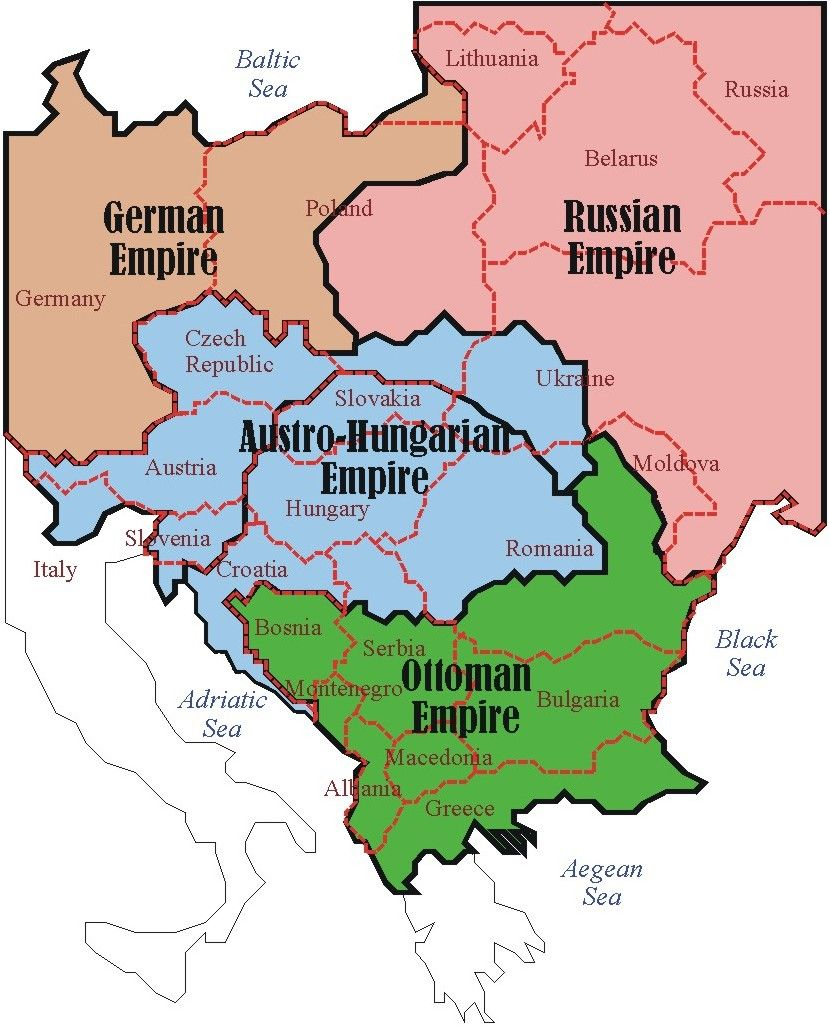 Baltic
Sea
Lithuania
Russia
Belarus
Poland
German
Empire
Russian
Empire
Germany
Czech
Republic
Ukraine
Slovakia
Austro-Hungarian
Empire
Austria
Moldova
Hungary
Slovenia
Romania
Italy
Croatia
Bosnia
Serbia
Black
Sea
Ottoman
Empire
Montenegro
Bulgaria
Adriatic
Sea
Macedonia
Albania
Greece
Aegean
Sea